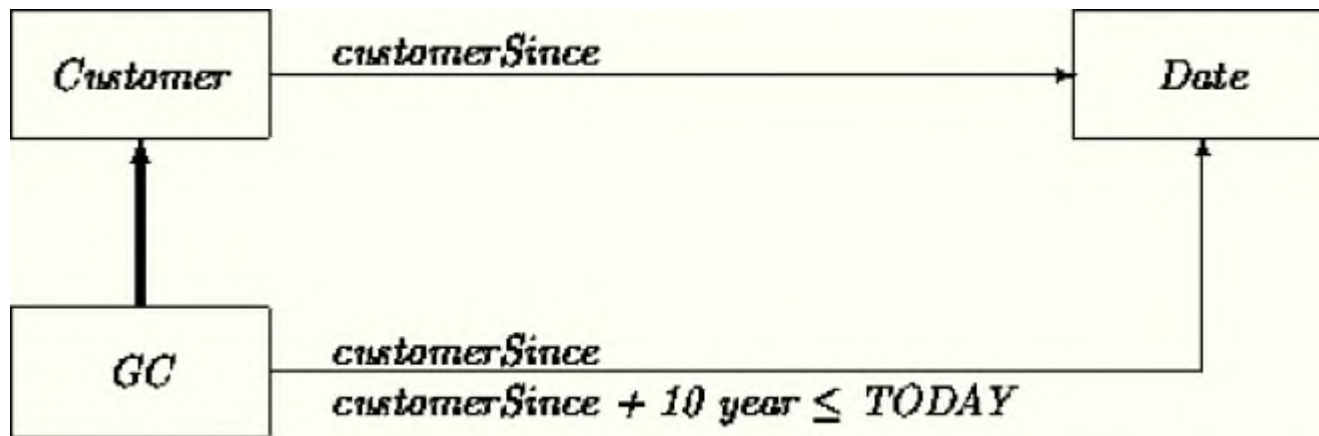 customerSince
Customer
Date
customerSince
GC
customerSince + 10 year ≤ TODAY